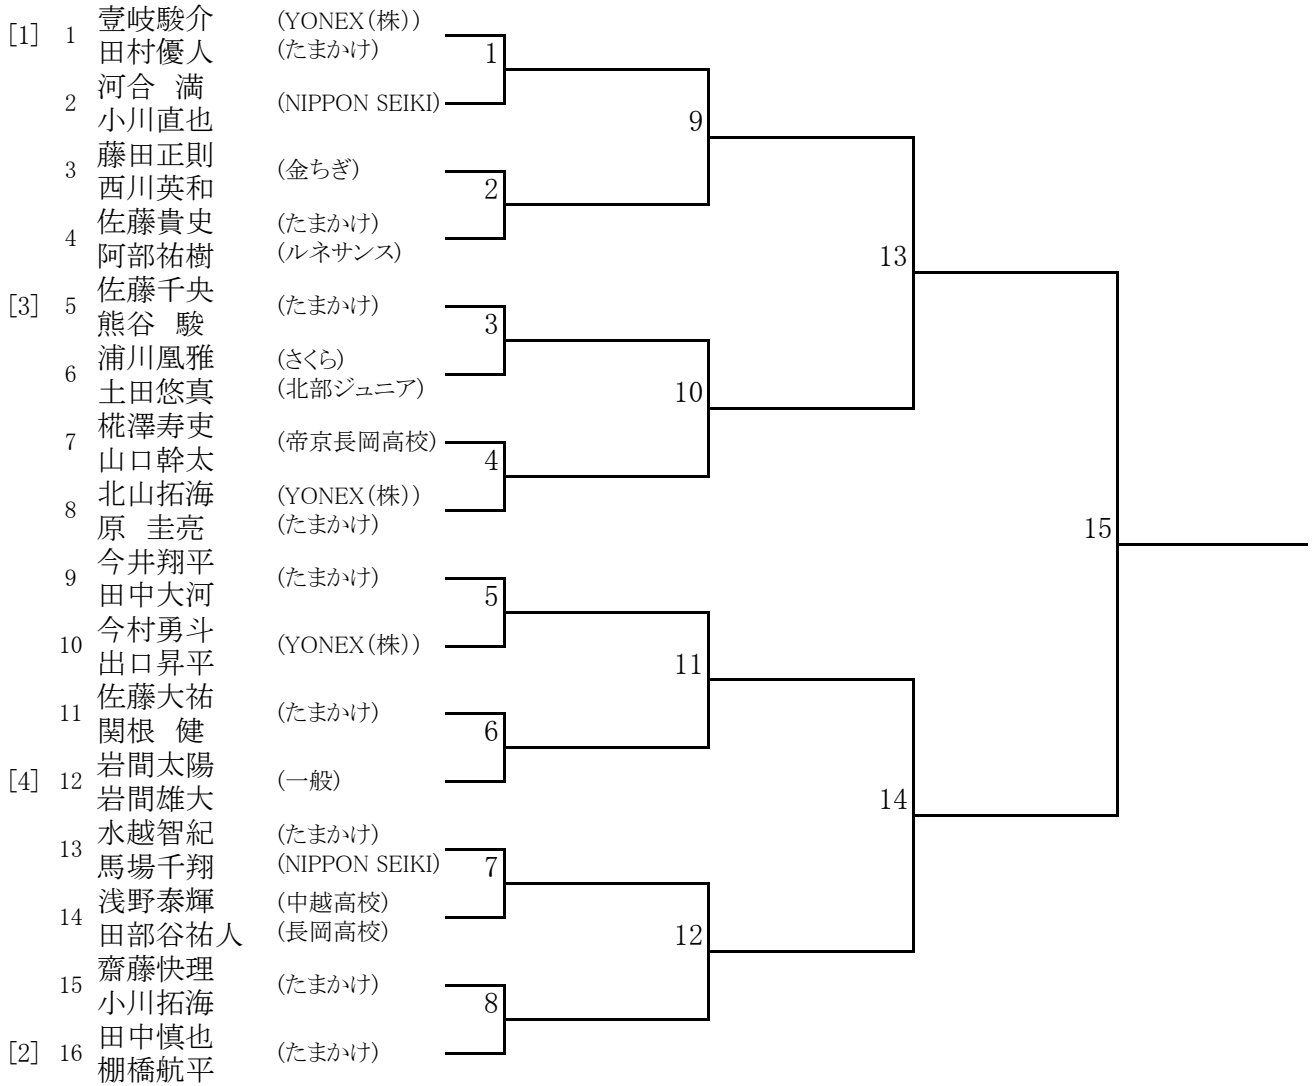 [1] 1 壹岐駿介 (YONEX(株))
田村優人 (たまかけ)
1
2 河合 満 (NIPPON SEIKI)
小川直也
9
3 藤田正則 (金ちぎ)
西川英和
2
4 佐藤貴史 (たまかけ)
阿部祐樹 (ルネサンス)
13
[3] 5 佐藤千央 (たまかけ)
熊谷 駿
3
6 浦川凰雅 (さくら)
土田悠真 (北部ジュニア)
10
7 椛澤寿吏 (帝京長岡高校)
山口幹太
4
8 北山拓海 (YONEX(株))
原 圭亮 (たまかけ)
15
9 今井翔平 (たまかけ)
田中大河
5
10 今村勇斗 (YONEX(株))
出口昇平
11
11 佐藤大祐 (たまかけ)
関根 健
6
[4] 12 岩間太陽 (一般)
岩間雄大
14
13 水越智紀 (たまかけ)
馬場千翔 (NIPPON SEIKI)
7
14 浅野泰輝 (中越高校)
田部谷祐人 (長岡高校)
12
15 齋藤快理 (たまかけ)
小川拓海
8
[2] 16 田中慎也 (たまかけ)
棚橋航平